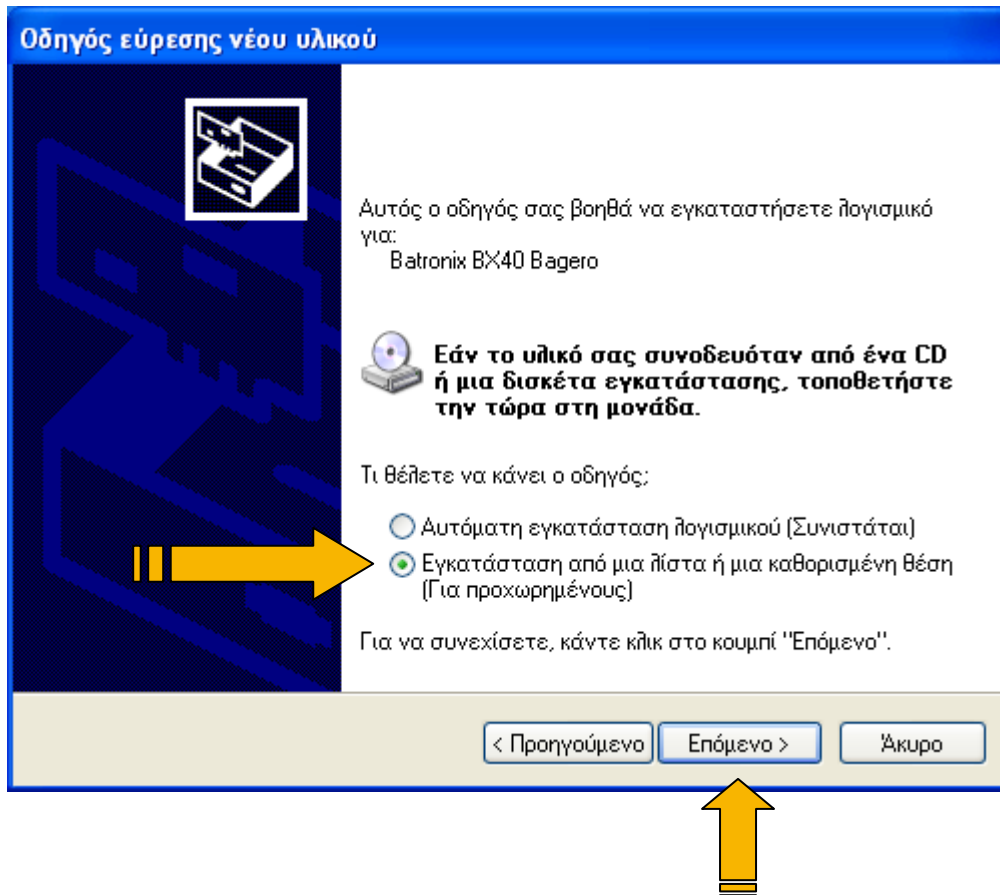 Οδηγός εύρεσης νέου υλικού
Αυτός ο οδηγός σας βοηθά να εγκαταστήσετε λογισμικό
για:
Batronix BX40 Bagero
Εάν το υλικό σας συνοδευόταν από ένα CD
ή μια δισκέτα εγκατάστασης, τοποθετήστε
την τώρα στη μονάδα.
Τι θέλετε να κάνει ο οδηγός;
Αυτόματη εγκατάσταση λογισμικού (Συνιστάται)
Εγκατάσταση από μια λίστα ή μια καθορισμένη θέση
(Για προχωρημένους)
Για να συνεχίσετε, κάντε κλικ στο κουμπί "Επόμενο".
< Προηγούμενο Επόμενο > Άκυρο